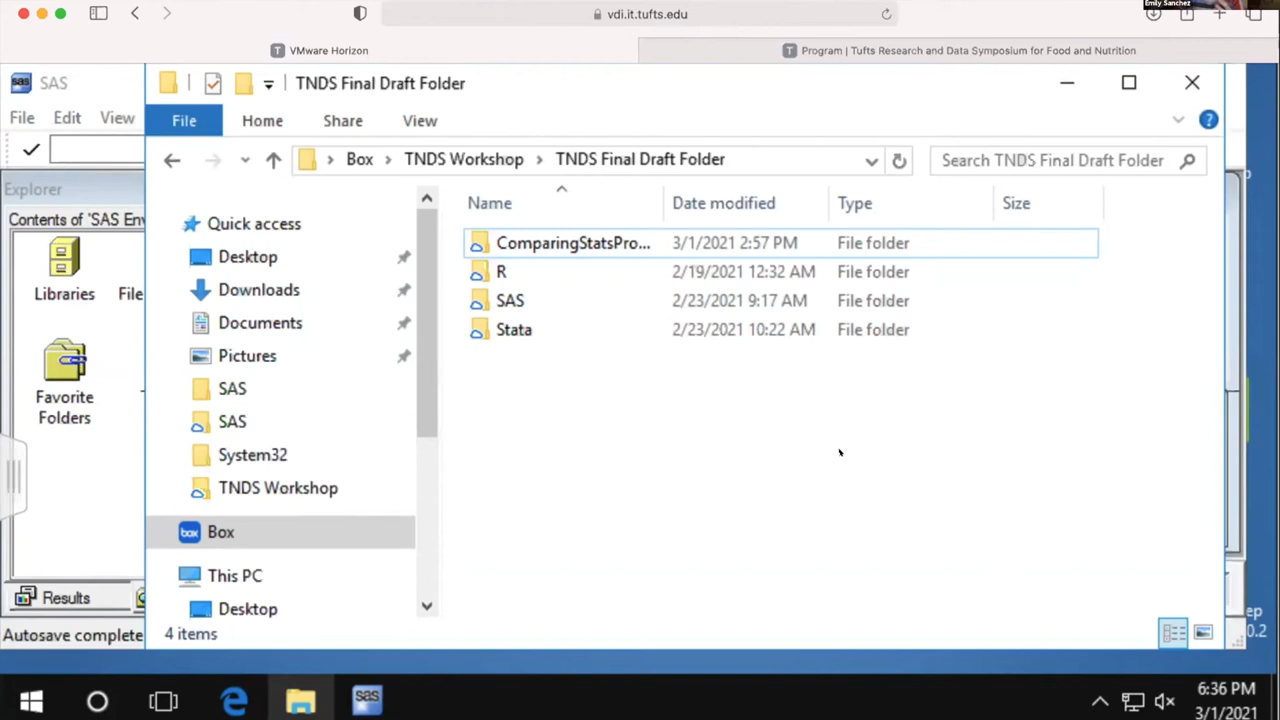 Emily Sanchez
vdi.it.tufts.edu
T VMware Horizon
T Program | Tufts Research and Data Symposium for Food and Nutrition
SAS
File Edit View
Explorer
Contents of 'SAS Env
Libraries
File
Favorite
Folders
Results
Autosave complete
TNDS Final Draft Folder
File Home Share View
Box > TNDS Workshop > TNDS Final Draft Folder
Search TNDS Final Draft Folder
Quick access
Desktop
Downloads
Documents
Pictures
SAS
SAS
System32
TNDS Workshop
box Box
This PC
Desktop
Name Date modified Type Size
ComparingStatsPro... 3/1/2021 2:57 PM File folder
R 2/19/2021 12:32 AM File folder
SAS 2/23/2021 9:17 AM File folder
Stata 2/23/2021 10:22 AM File folder
4 items
ep
0.2
sas
6:36 PM
3/1/2021